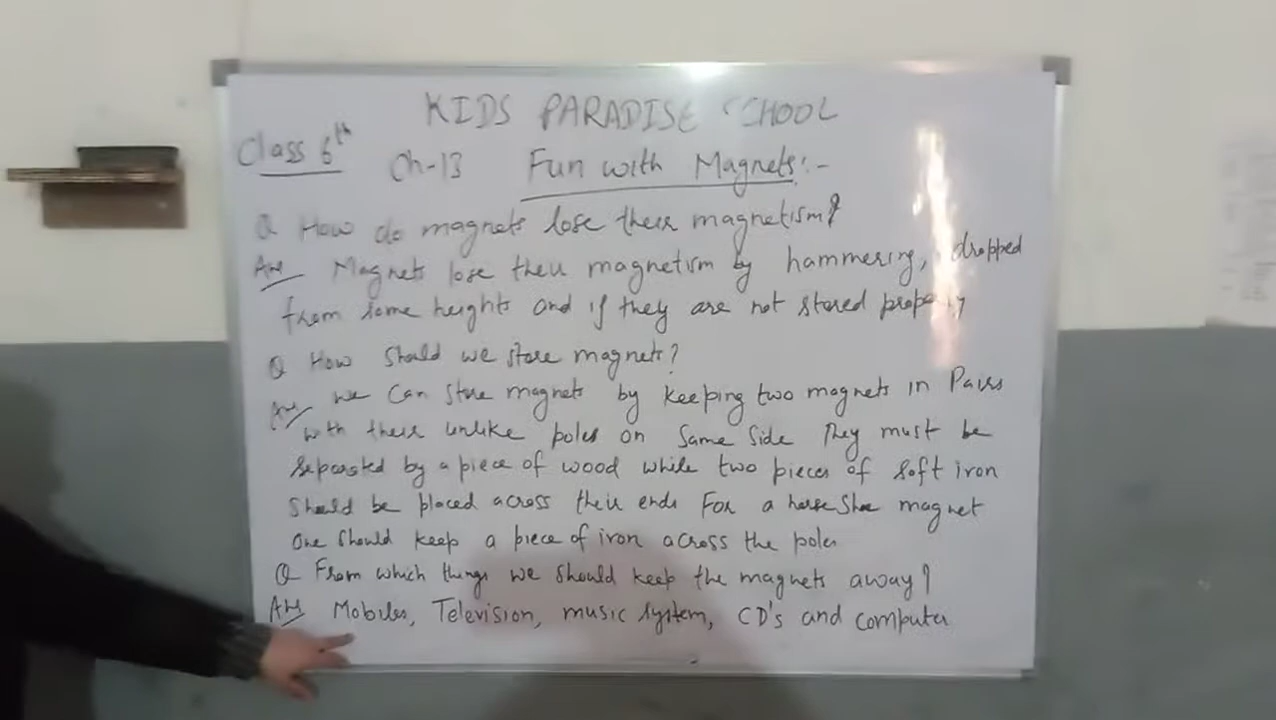 KIDS PARADISE SCHOOL
Class 6th Ch-13 Fun with Magnets:-
Q How do magnets lose their magnetism?
Ans Magnets lose their magnetism by hammering, dropped
from some heights and if they are not stored properly
Q How should we store magnets?
Ans we Can store magnets by keeping two magnets in Pairs
with their unlike poles on Same Side They must be
separated by a piece of wood while two pieces of soft iron
Should be placed across their ends For a horse Shoe magnet
One Should keep a piece of iron across the poles
Q From which things we should keep the magnets away?
Ans Mobiles, Television, music system, CD's and computer